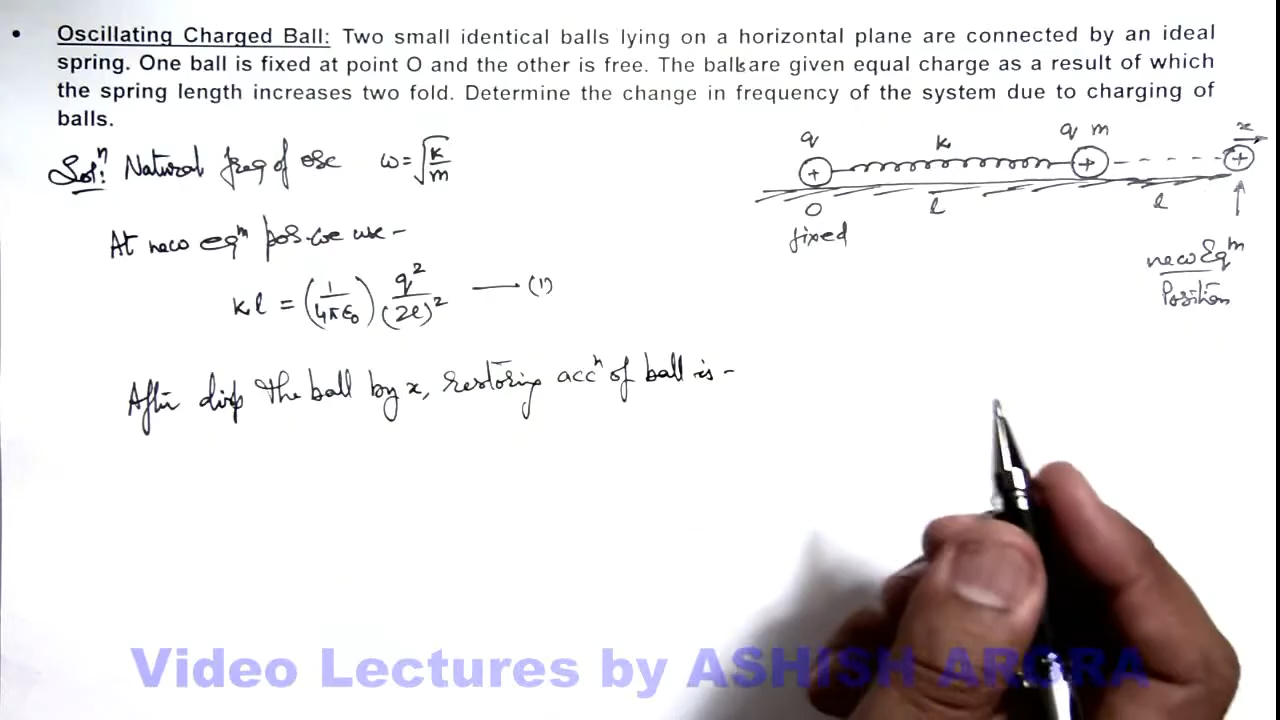 • Oscillating Charged Ball: Two small identical balls lying on a horizontal plane are connected by an ideal
spring. One ball is fixed at point O and the other is free. The balls are given equal charge as a result of which
the spring length increases two fold. Determine the change in frequency of the system due to charging of
balls.
Solⁿ: Natural freq of osc ω = √(k/m)
q k q m x
O l l
fixed
new Eqᵐ
Position
At new eqᵐ pos. we use –
kl = (1/4πε₀) q²/(2l)² —— (1)
After disp the ball by x, restoring accⁿ of ball is –
Video Lectures by ASHISH ARORA